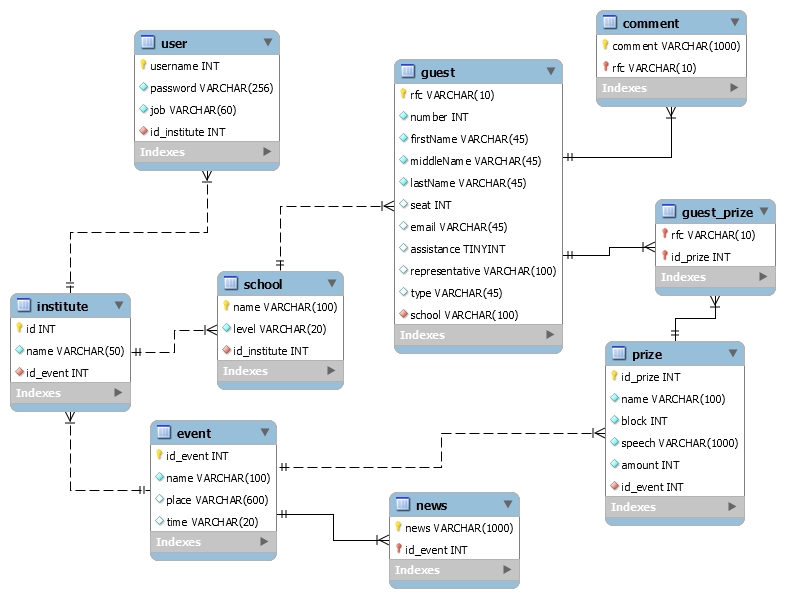 user
username INT
password VARCHAR(256)
job VARCHAR(60)
id_institute INT
Indexes
guest
rfc VARCHAR(10)
number INT
firstName VARCHAR(45)
middleName VARCHAR(45)
lastName VARCHAR(45)
seat INT
email VARCHAR(45)
assistance TINYINT
representative VARCHAR(100)
type VARCHAR(45)
school VARCHAR(100)
Indexes
comment
comment VARCHAR(1000)
rfc VARCHAR(10)
Indexes
guest_prize
rfc VARCHAR(10)
id_prize INT
Indexes
institute
id INT
name VARCHAR(50)
id_event INT
Indexes
school
name VARCHAR(100)
level VARCHAR(20)
id_institute INT
Indexes
prize
id_prize INT
name VARCHAR(100)
block INT
speech VARCHAR(1000)
amount INT
id_event INT
Indexes
event
id_event INT
name VARCHAR(100)
place VARCHAR(600)
time VARCHAR(20)
Indexes
news
news VARCHAR(1000)
id_event INT
Indexes